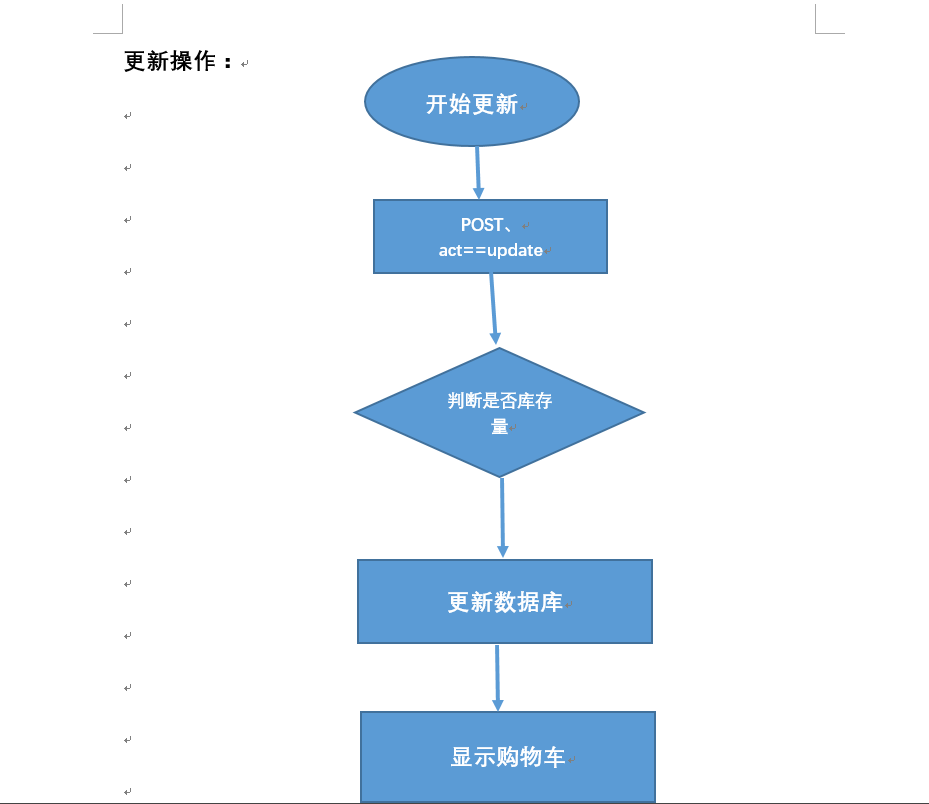 更新操作：
开始更新
POST、
act==update
判断是否库存
量
更新数据库
显示购物车